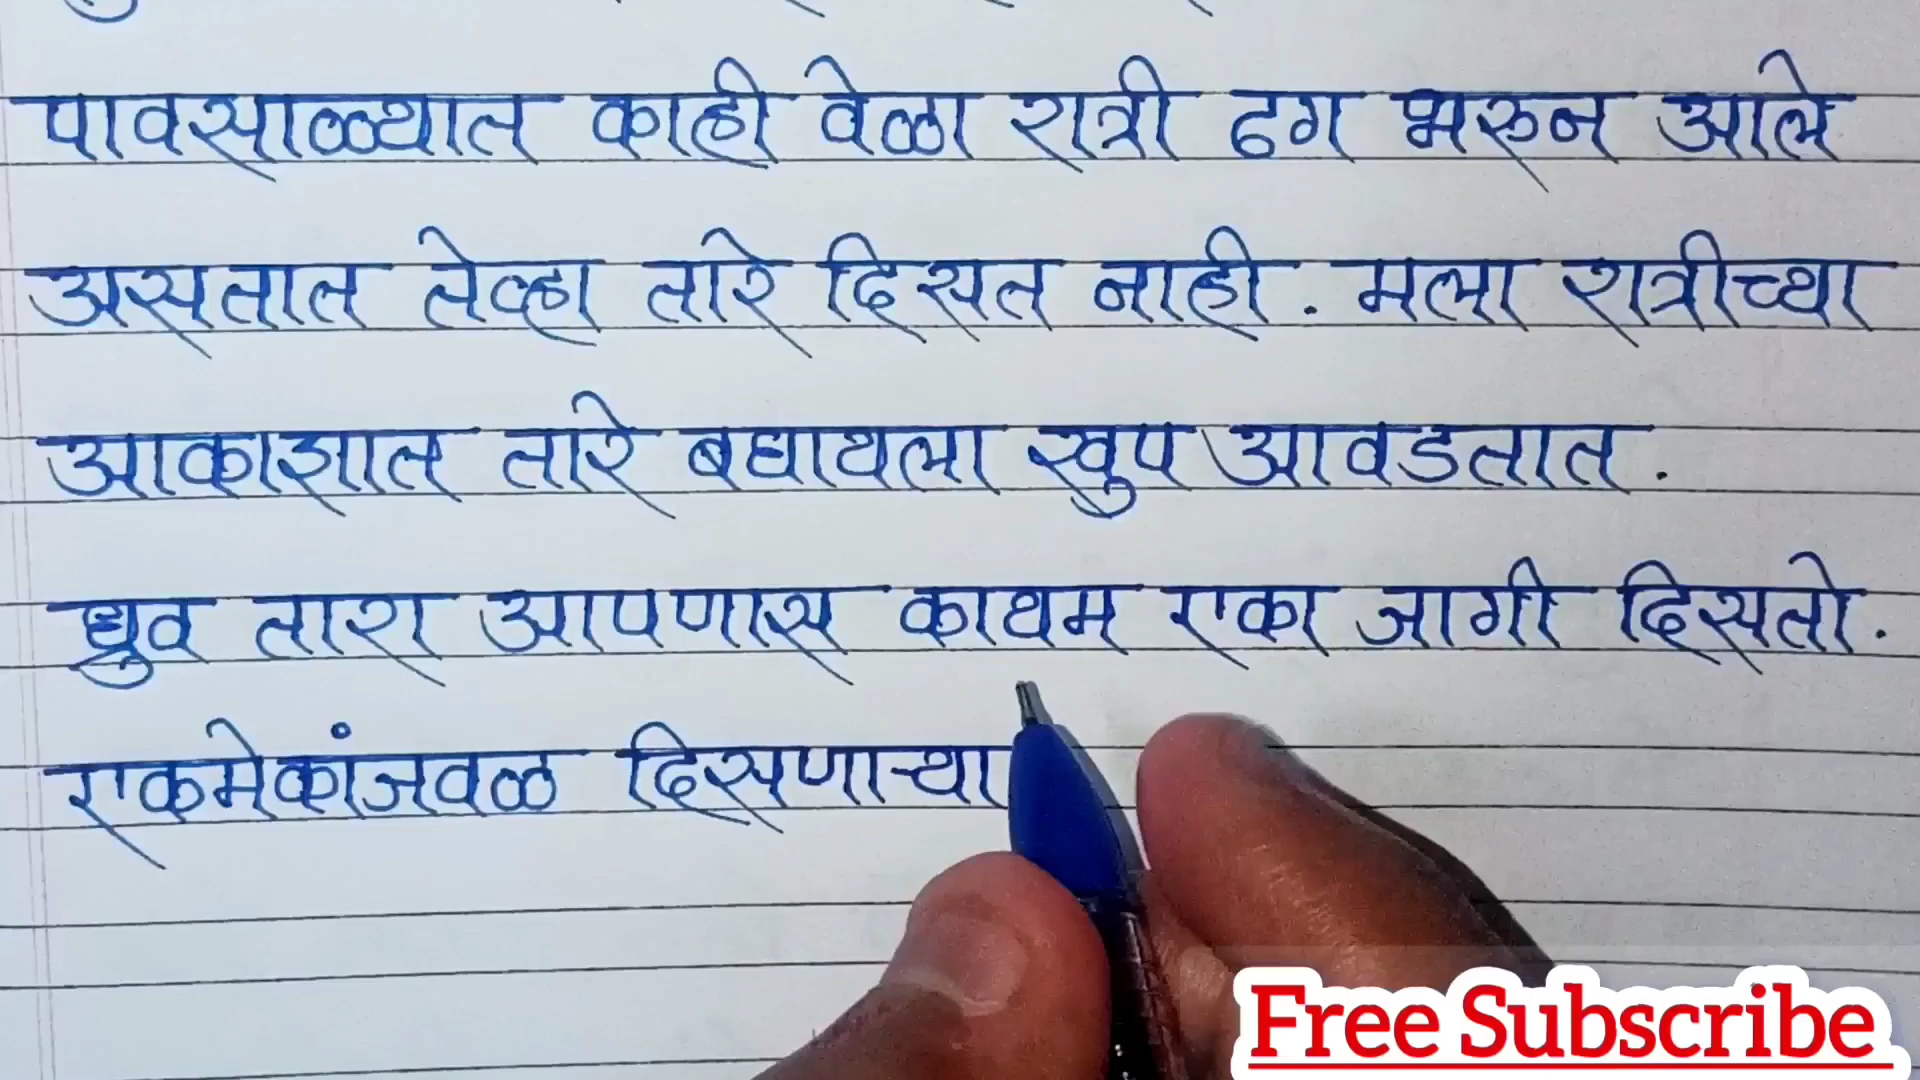 पावसाळ्यात काही वेळा रात्री ढग भरुन आले
असतात तेव्हा तारे दिसत नाही. मला रात्रीच्या
आकाशात तारे बघायला खुप आवडतात.
ध्रुव तारा आपणास कायम एका जागी दिसतो.
एकमेकांजवळ दिसणाऱ्या
Free Subscribe